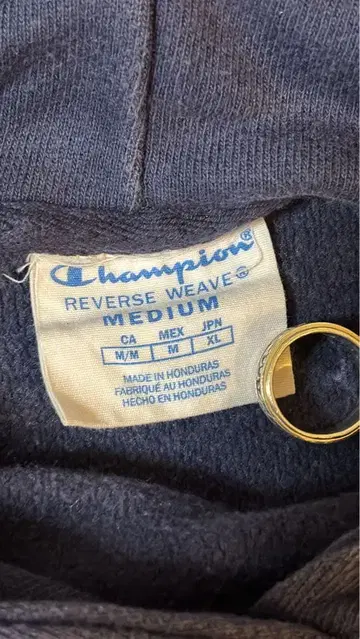 Champion®
REVERSE WEAVE
MEDIUM
CA MEX JPN
M/M M XL
MADE IN HONDURAS
FABRIQUÉ AU HONDURAS
HECHO EN HONDURAS